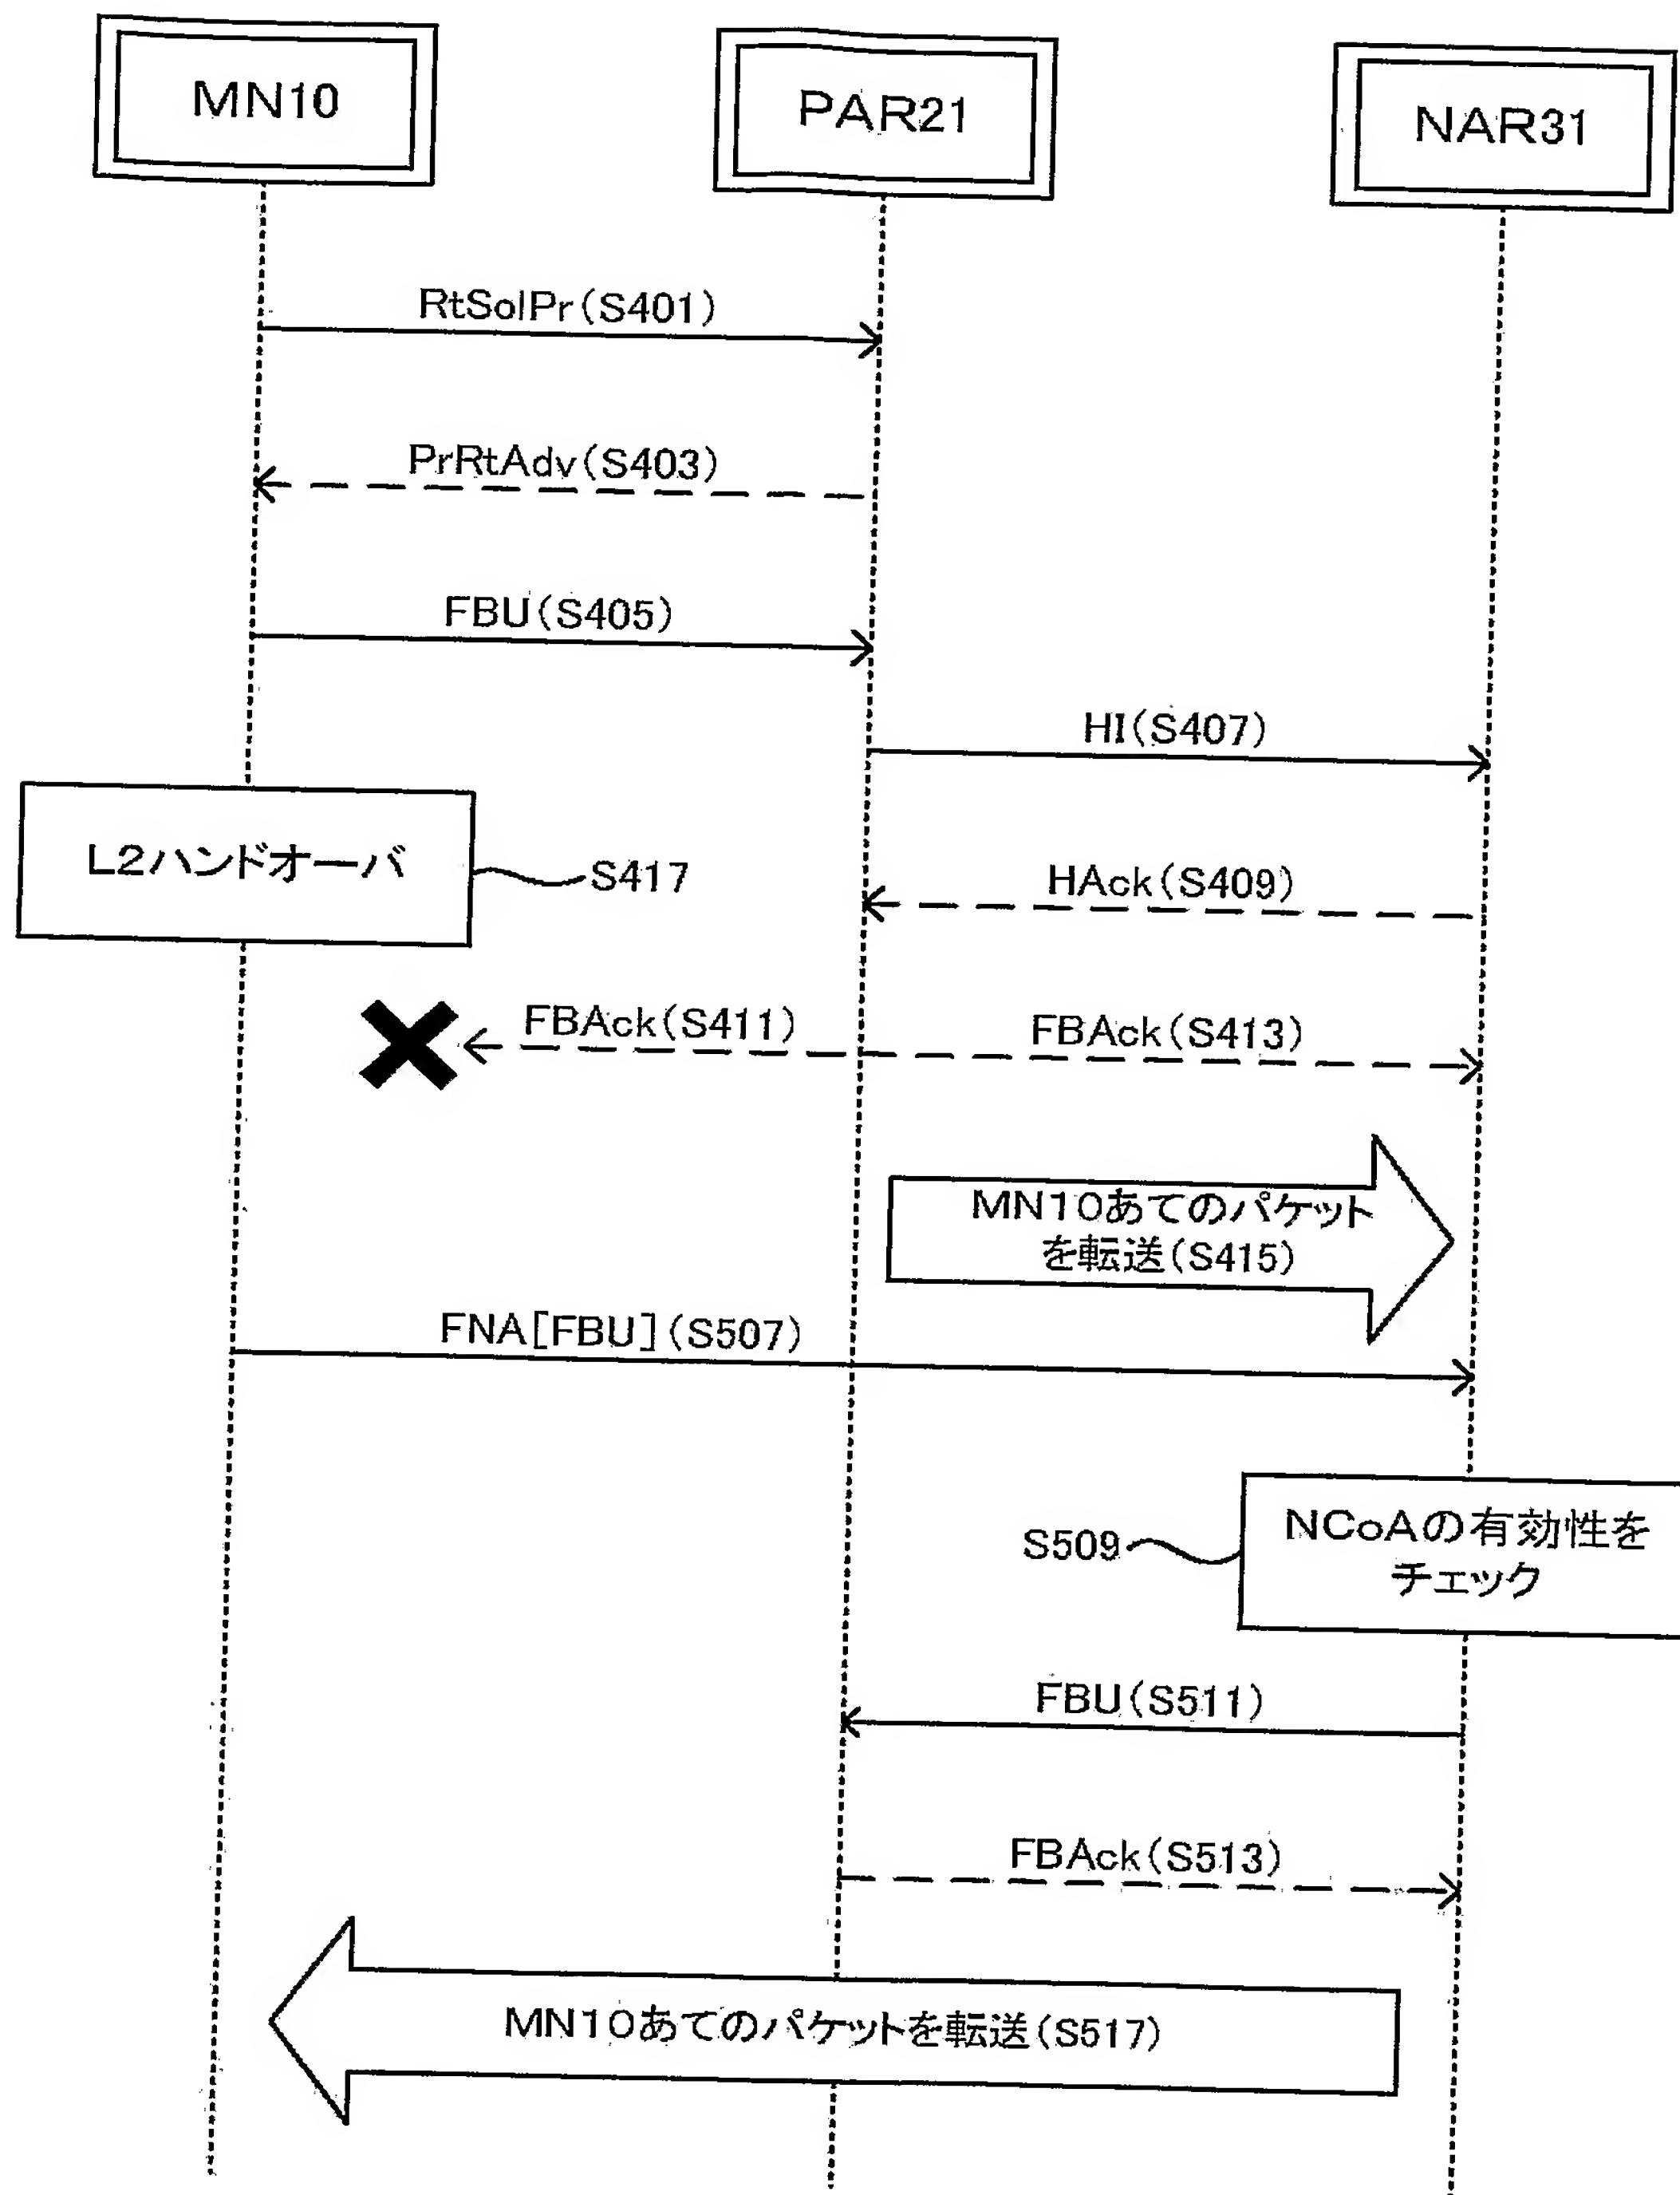 MN10
PAR21
NAR31
RtSolPr(S401)
PrRtAdv(S403)
FBU(S405)
HI(S407)
L2ハンドオーバ
S417
HAck(S409)
FBAck(S411)
FBAck(S413)
MN10あてのパケット
を転送(S415)
FNA[FBU](S507)
S509
NCoAの有効性を
チェック
FBU(S511)
FBAck(S513)
MN10あてのパケットを転送(S517)